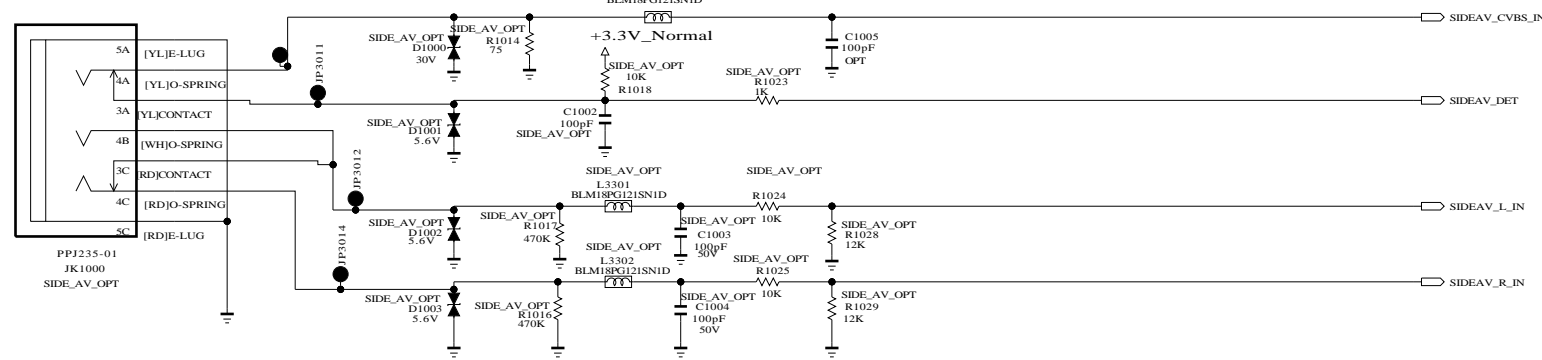 BLM18PG121SN1D
SIDEAV_CVBS_IN
SIDE_AV_OPT
D1000
30V
SIDE_AV_OPT
R1014
75
+3.3V_Normal
C1005
100pF
OPT
5A [YL]E-LUG
4A [YL]O-SPRING
3A [YL]CONTACT
4B [WH]O-SPRING
3C [RD]CONTACT
4C [RD]O-SPRING
5C [RD]E-LUG
PPJ235-01
JK1000
SIDE_AV_OPT
JP3011
JP3012
JP3014
SIDE_AV_OPT
10K
R1018
SIDE_AV_OPT
R1023
1K
SIDEAV_DET
SIDE_AV_OPT
D1001
5.6V
C1002
100pF
SIDE_AV_OPT
SIDE_AV_OPT
L3301
BLM18PG121SN1D
SIDE_AV_OPT
R1024
10K
SIDEAV_L_IN
SIDE_AV_OPT
D1002
5.6V
SIDE_AV_OPT
R1017
470K
SIDE_AV_OPT
C1003
100pF
50V
SIDE_AV_OPT
R1028
12K
SIDE_AV_OPT
L3302
BLM18PG121SN1D
SIDE_AV_OPT
R1025
10K
SIDEAV_R_IN
SIDE_AV_OPT
D1003
5.6V
SIDE_AV_OPT
R1016
470K
SIDE_AV_OPT
C1004
100pF
50V
SIDE_AV_OPT
R1029
12K